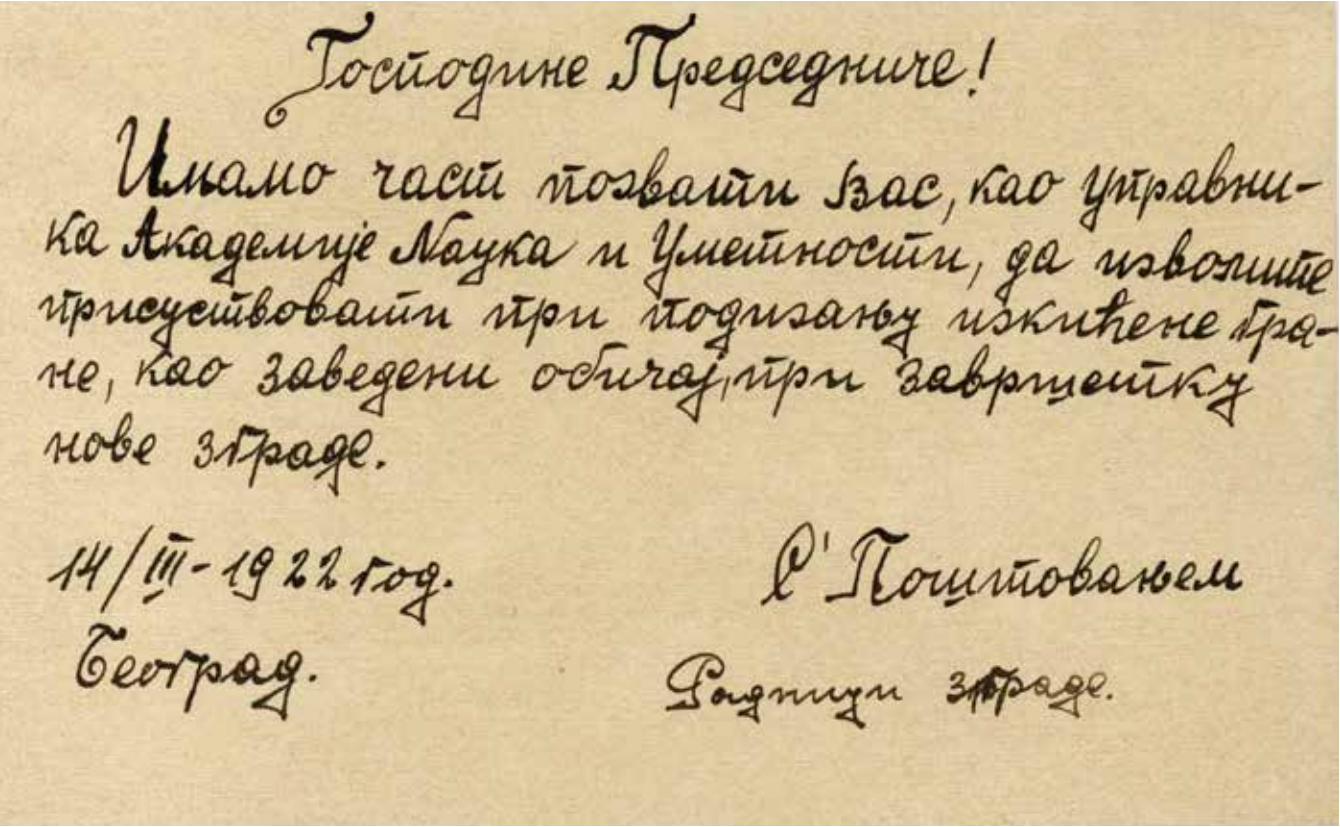 Господине Председниче!
Имамо част позвати Вас, као управни-
ка Академије Наука и Уметности, да изволите
присуствовати при подизању искићене гра-
не, као заведени обичај, при завршетку
нове зграде.
14/III-1922 год.
С' Поштовањем
Београд.
Радници зграде.